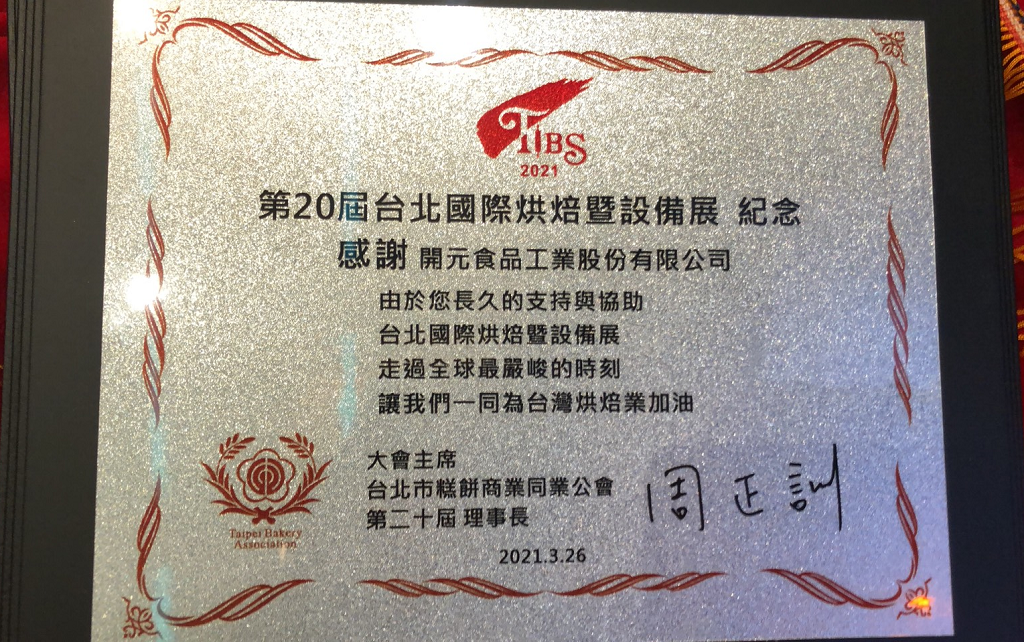 TIBS
2021
第20屆台北國際烘焙暨設備展 紀念
感謝 開元食品工業股份有限公司
由於您長久的支持與協助
台北國際烘焙暨設備展
走過全球最嚴峻的時刻
讓我們一同為台灣烘焙業加油
大會主席
台北市糕餅商業同業公會
第二十屆 理事長
周正訓
Taipei Bakery
Association
2021.3.26